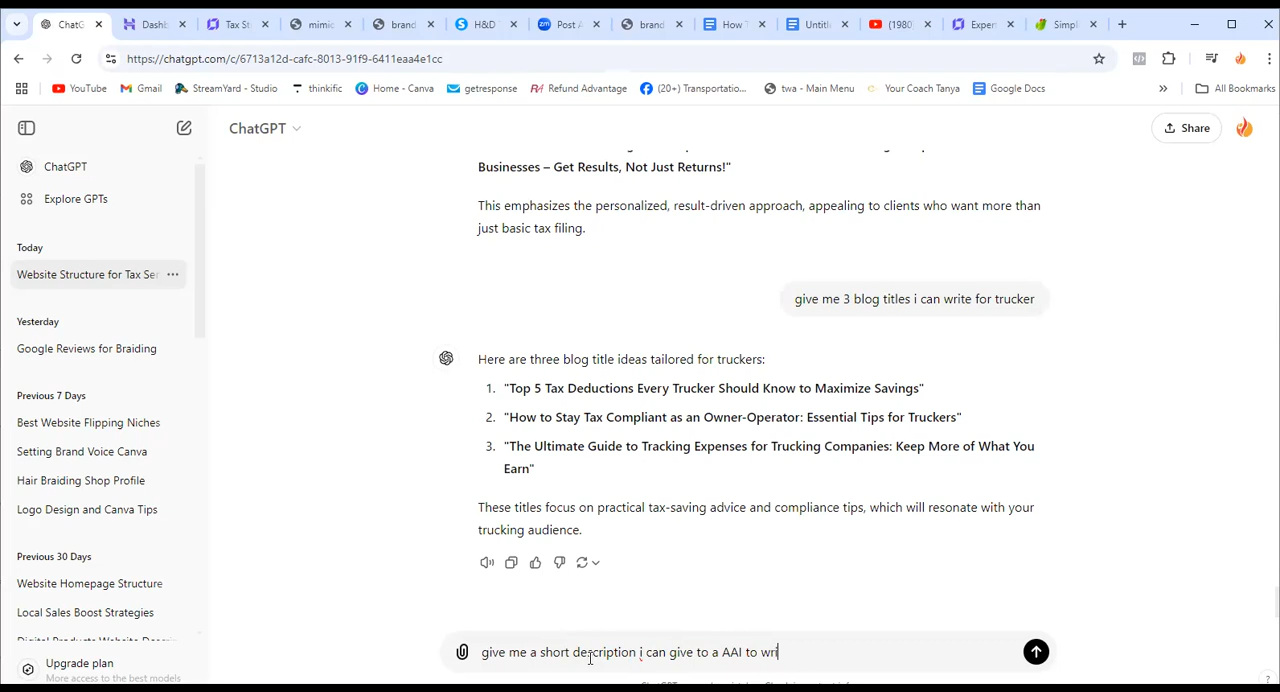 ChatG
Dashb
Tax St
mimic
brand
H&D
Post A
brand
How T
Untitl
(1980)
Expert
Simpl
https://chatgpt.com/c/6713a12d-cafc-8013-91f9-6411eaa4e1cc
YouTube
Gmail
StreamYard - Studio
thinkific
Home - Canva
getresponse
Refund Advantage
(20+) Transportatio...
twa - Main Menu
Your Coach Tanya
Google Docs
All Bookmarks
ChatGPT
Share
ChatGPT
Explore GPTs
Today
Website Structure for Tax Ser
Yesterday
Google Reviews for Braiding
Previous 7 Days
Best Website Flipping Niches
Setting Brand Voice Canva
Hair Braiding Shop Profile
Logo Design and Canva Tips
Previous 30 Days
Website Homepage Structure
Local Sales Boost Strategies
Digital Products Website
Upgrade plan
More access to the best models
Businesses – Get Results, Not Just Returns!"
This emphasizes the personalized, result-driven approach, appealing to clients who want more than
just basic tax filing.
give me 3 blog titles i can write for trucker
Here are three blog title ideas tailored for truckers:
1. "Top 5 Tax Deductions Every Trucker Should Know to Maximize Savings"
2. "How to Stay Tax Compliant as an Owner-Operator: Essential Tips for Truckers"
3. "The Ultimate Guide to Tracking Expenses for Trucking Companies: Keep More of What You
Earn"
These titles focus on practical tax-saving advice and compliance tips, which will resonate with your
trucking audience.
give me a short description i can give to a AAI to wri
?